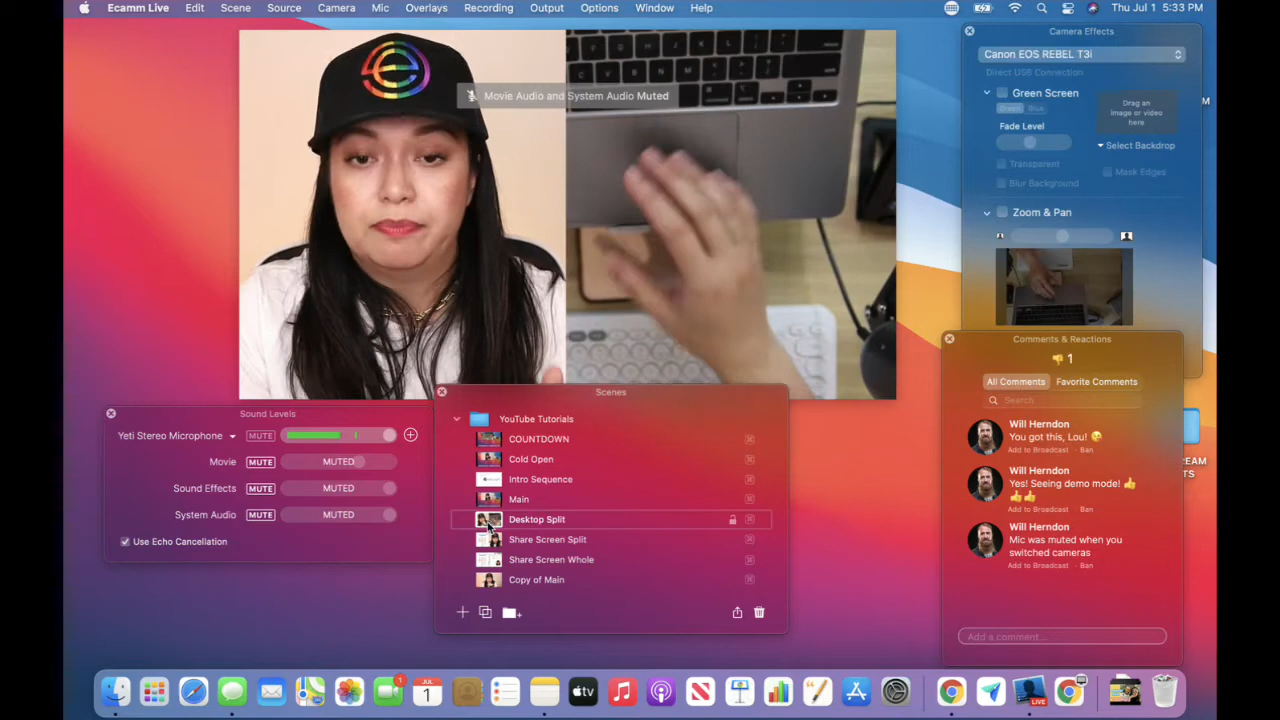 Ecamm Live Edit Scene Source Camera Mic Overlays Recording Output Options Window Help Thu Jul 1 5:33 PM
Movie Audio and System Audio Muted
Camera Effects
Canon EOS REBEL T3i
Direct USB Connection
Green Screen
Green Blue
Drag an
image or video
here
Fade Level
Select Backdrop
Transparent
Mask Edges
Blur Background
Zoom & Pan
Sound Levels
Yeti Stereo Microphone MUTE
Movie MUTE MUTED
Sound Effects MUTE MUTED
System Audio MUTE MUTED
Use Echo Cancellation
Scenes
YouTube Tutorials
COUNTDOWN
Cold Open
Intro Sequence
Main
Desktop Split
Share Screen Split
Share Screen Whole
Copy of Main
Comments & Reactions
👎 1
All Comments Favorite Comments
Search
Will Herndon
You got this, Lou! 😘
Add to Broadcast · Ban
Will Herndon
Yes! Seeing demo mode! 👍
👍👍
Add to Broadcast · Ban
Will Herndon
Mic was muted when you
switched cameras
Add to Broadcast · Ban
Add a comment...
1
JUL
1
tv
LIVE